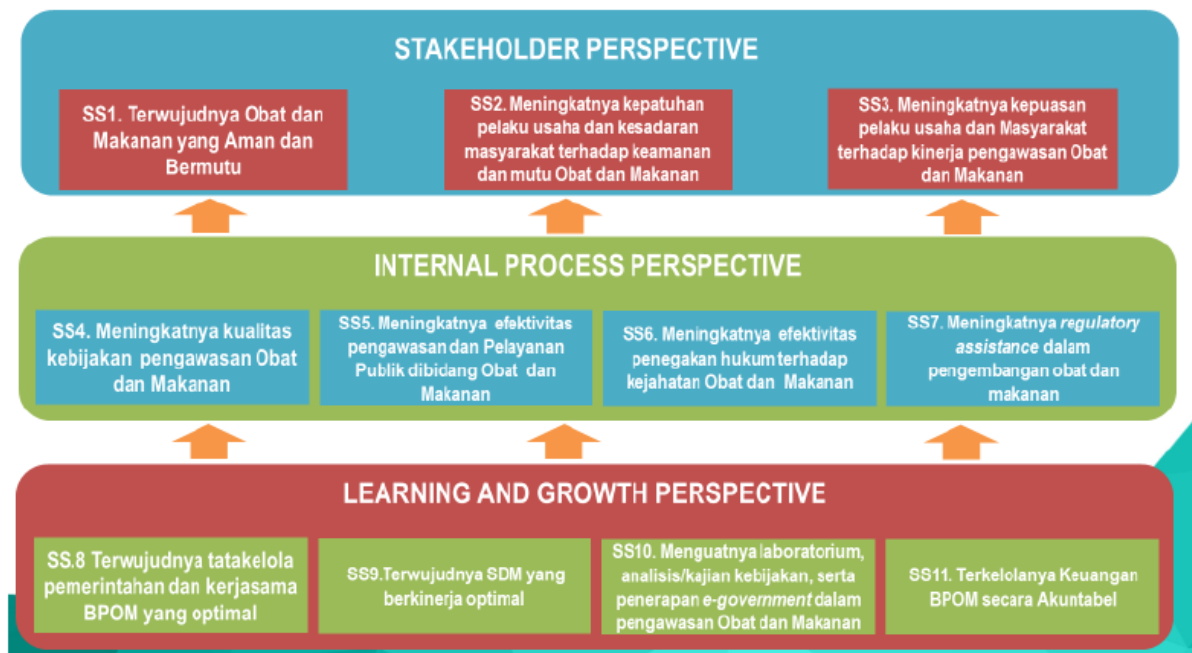 STAKEHOLDER PERSPECTIVE
SS1. Terwujudnya Obat dan
Makanan yang Aman dan
Bermutu
SS2. Meningkatnya kepatuhan
pelaku usaha dan kesadaran
masyarakat terhadap keamanan
dan mutu Obat dan Makanan
SS3. Meningkatnya kepuasan
pelaku usaha dan Masyarakat
terhadap kinerja pengawasan Obat
dan Makanan
INTERNAL PROCESS PERSPECTIVE
SS4. Meningkatnya kualitas
kebijakan pengawasan Obat
dan Makanan
SS5. Meningkatnya efektivitas
pengawasan dan Pelayanan
Publik dibidang Obat dan
Makanan
SS6. Meningkatnya efektivitas
penegakan hukum terhadap
kejahatan Obat dan Makanan
SS7. Meningkatnya regulatory
assistance dalam
pengembangan obat dan
makanan
LEARNING AND GROWTH PERSPECTIVE
SS.8 Terwujudnya tatakelola
pemerintahan dan kerjasama
BPOM yang optimal
SS9.Terwujudnya SDM yang
berkinerja optimal
SS10. Menguatnya laboratorium,
analisis/kajian kebijakan, serta
penerapan e-government dalam
pengawasan Obat dan Makanan
SS11. Terkelolanya Keuangan
BPOM secara Akuntabel